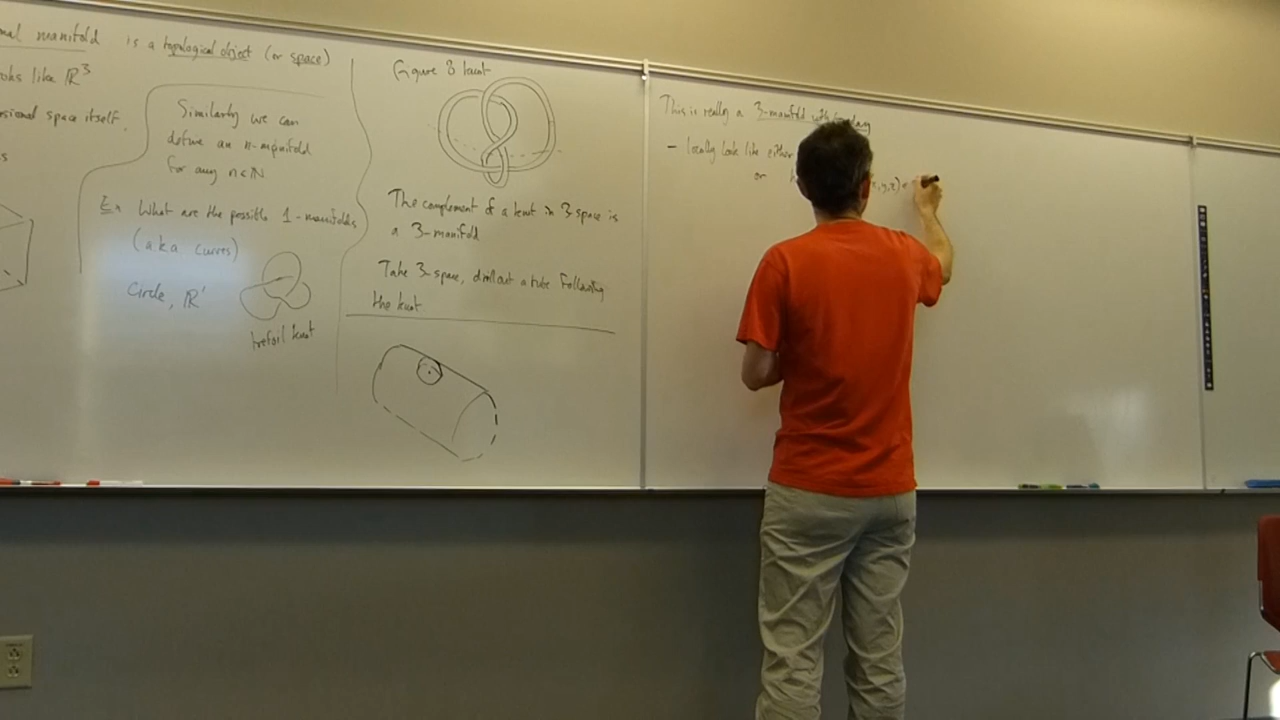 nal manifold is a topological object (or space)
oks like ℝ³
nsional space itself.
Similarly we can
define an n-manifold
for any n∈ℕ
Ex What are the possible 1-manifolds
(aka curves)
Circle, ℝ¹
trefoil knot
Figure 8 knot
The complement of a knot in 3-space is
a 3-manifold
Take 3-space, drill out a tube following
the knot.
This is really a 3-manifold with
- locally look like either
or